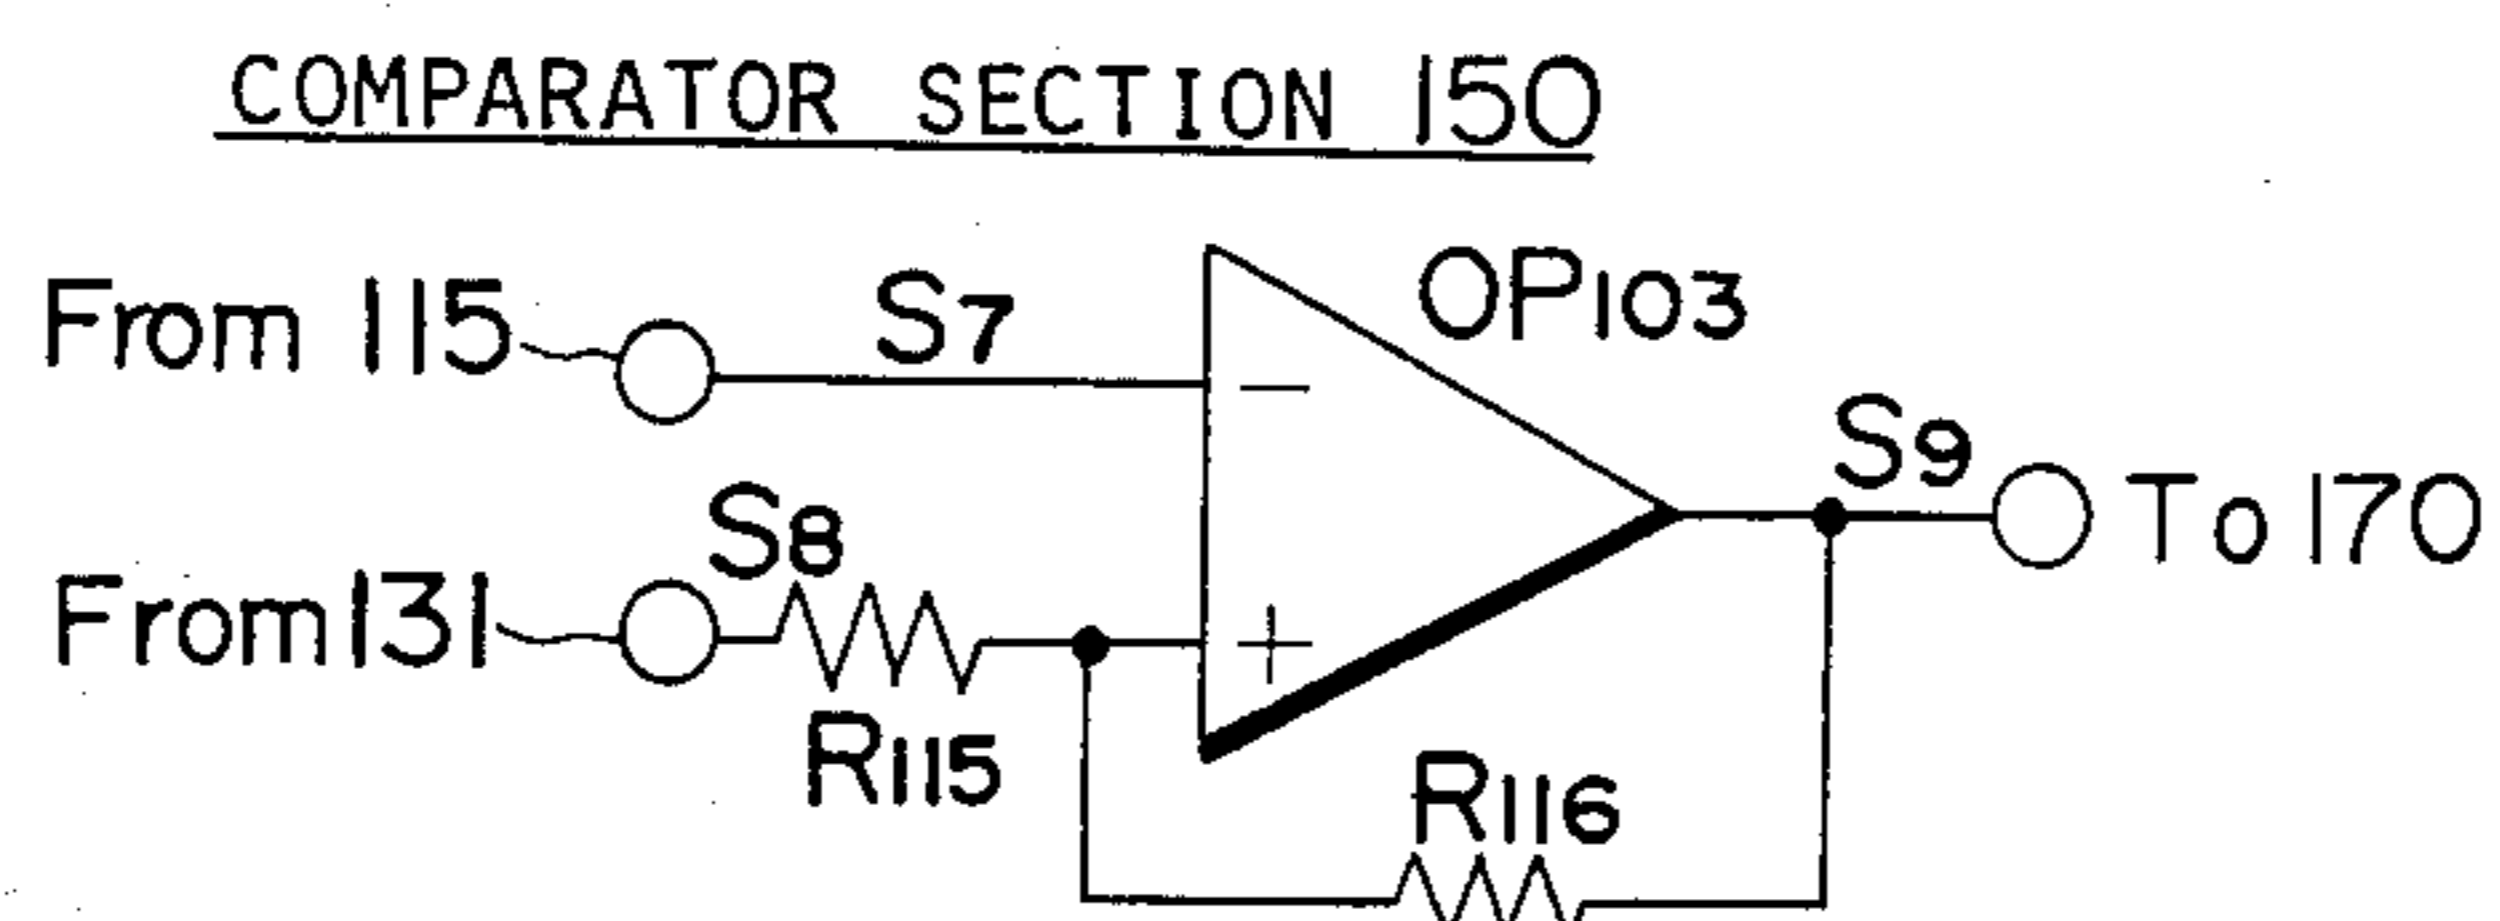 COMPARATOR SECTION 150
From 115
S7
OP103
−
S9
To 170
S8
From 131
+
R115
R116